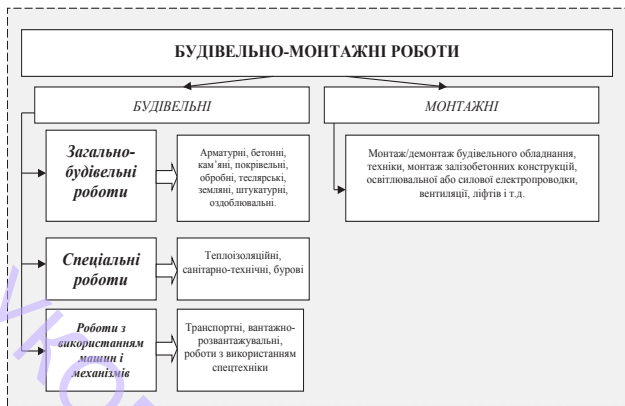 БУДІВЕЛЬНО-МОНТАЖНІ РОБОТИ
БУДІВЕЛЬНІ
МОНТАЖНІ
Загально-
будівельні
роботи
Арматурні, бетонні,
кам’яні, покрівельні,
обробні, теслярські,
земляні, штукатурні,
оздоблювальні.
Монтаж/демонтаж будівельного обладнання,
техніки, монтаж залізобетонних конструкцій,
освітлювальної або силової електропроводки,
вентиляції, ліфтів і т.д.
Спеціальні
роботи
Теплоізоляційні,
санітарно-технічні, бурові
Роботи з
використанням
машин і
механізмів
Транспортні, вантажно-
розвантажувальні,
роботи з використанням
спецтехніки